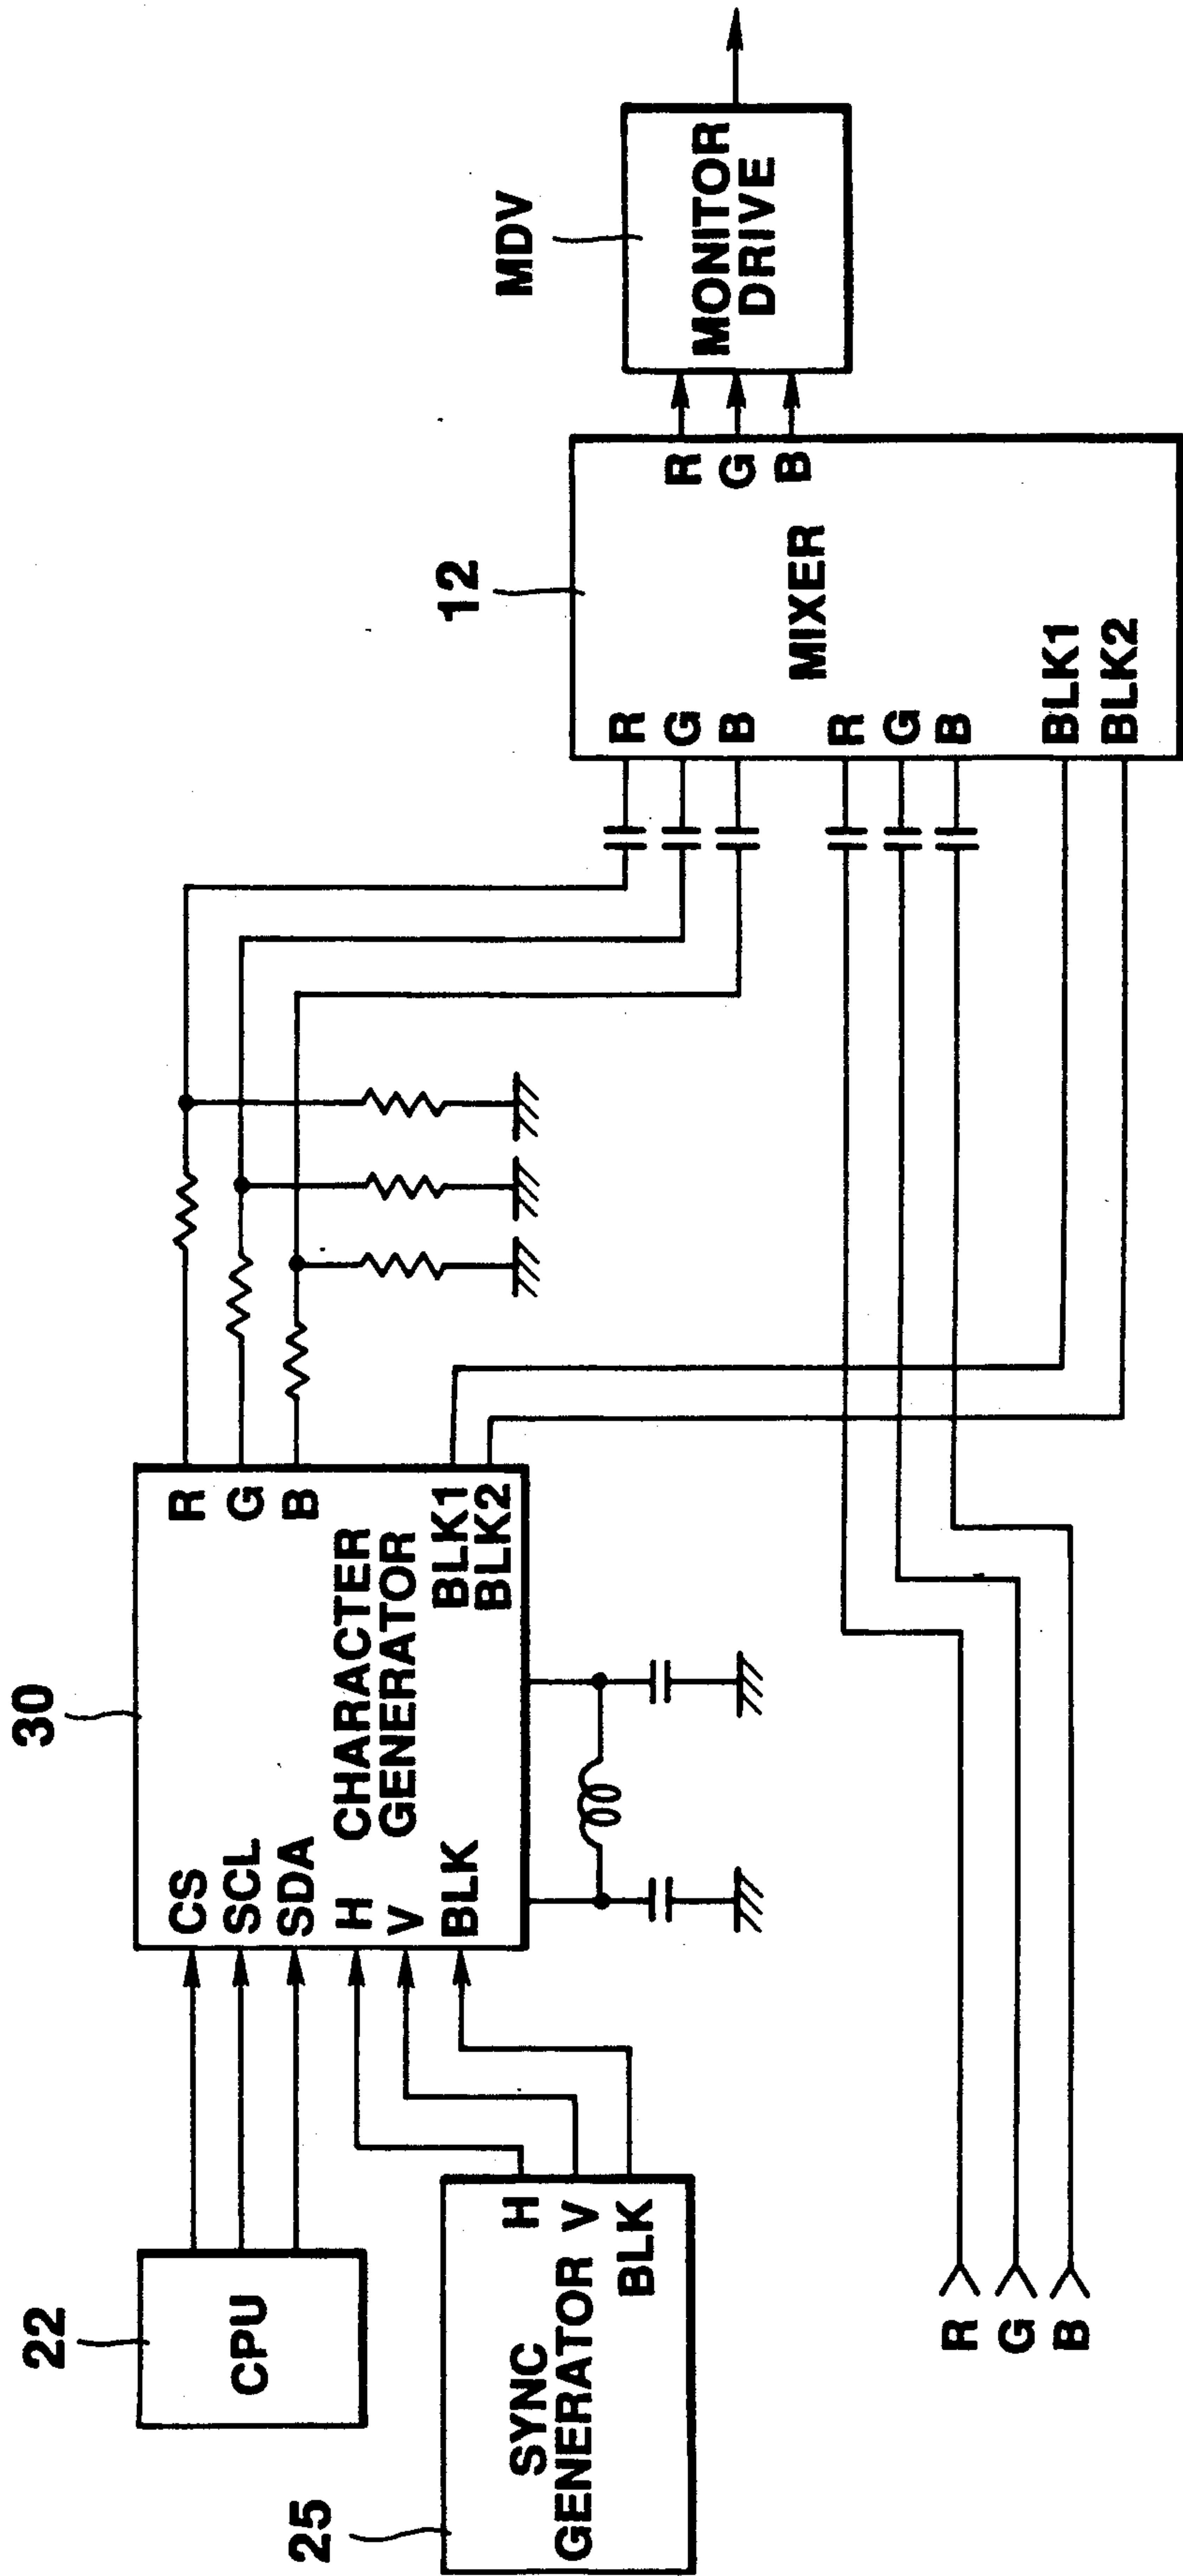 22
CPU
25
SYNC
GENERATOR
H
V
BLK
30
CS
SCL
SDA
H
V
BLK
CHARACTER
GENERATOR
R
G
B
BLK1
BLK2
R
G
B
12
R
G
B
R
G
B
MIXER
BLK1
BLK2
R
G
B
MDV
MONITOR
DRIVE